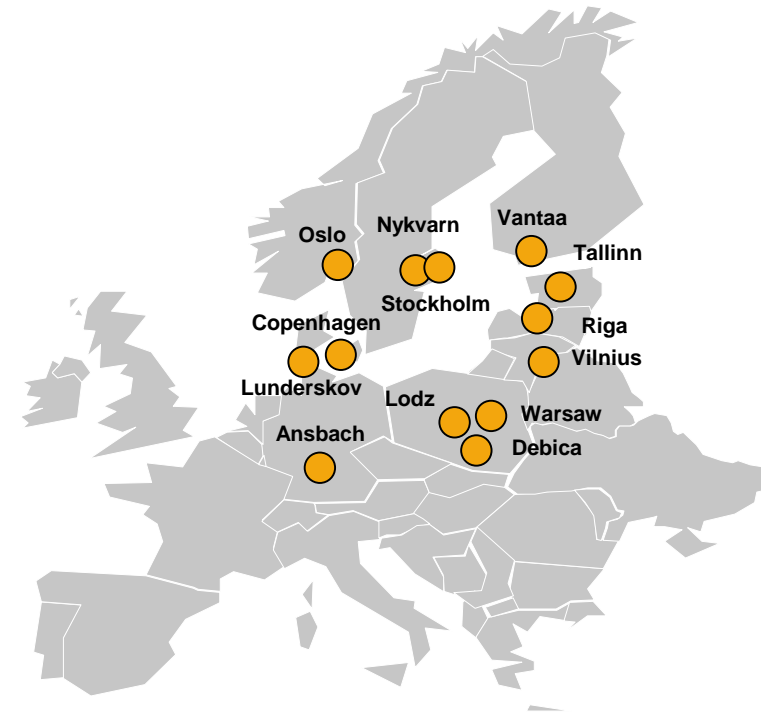 Vantaa
Nykvarn
Oslo
Tallinn
Stockholm
Copenhagen
Riga
Vilnius
Lunderskov
Lodz
Warsaw
Ansbach
Debica